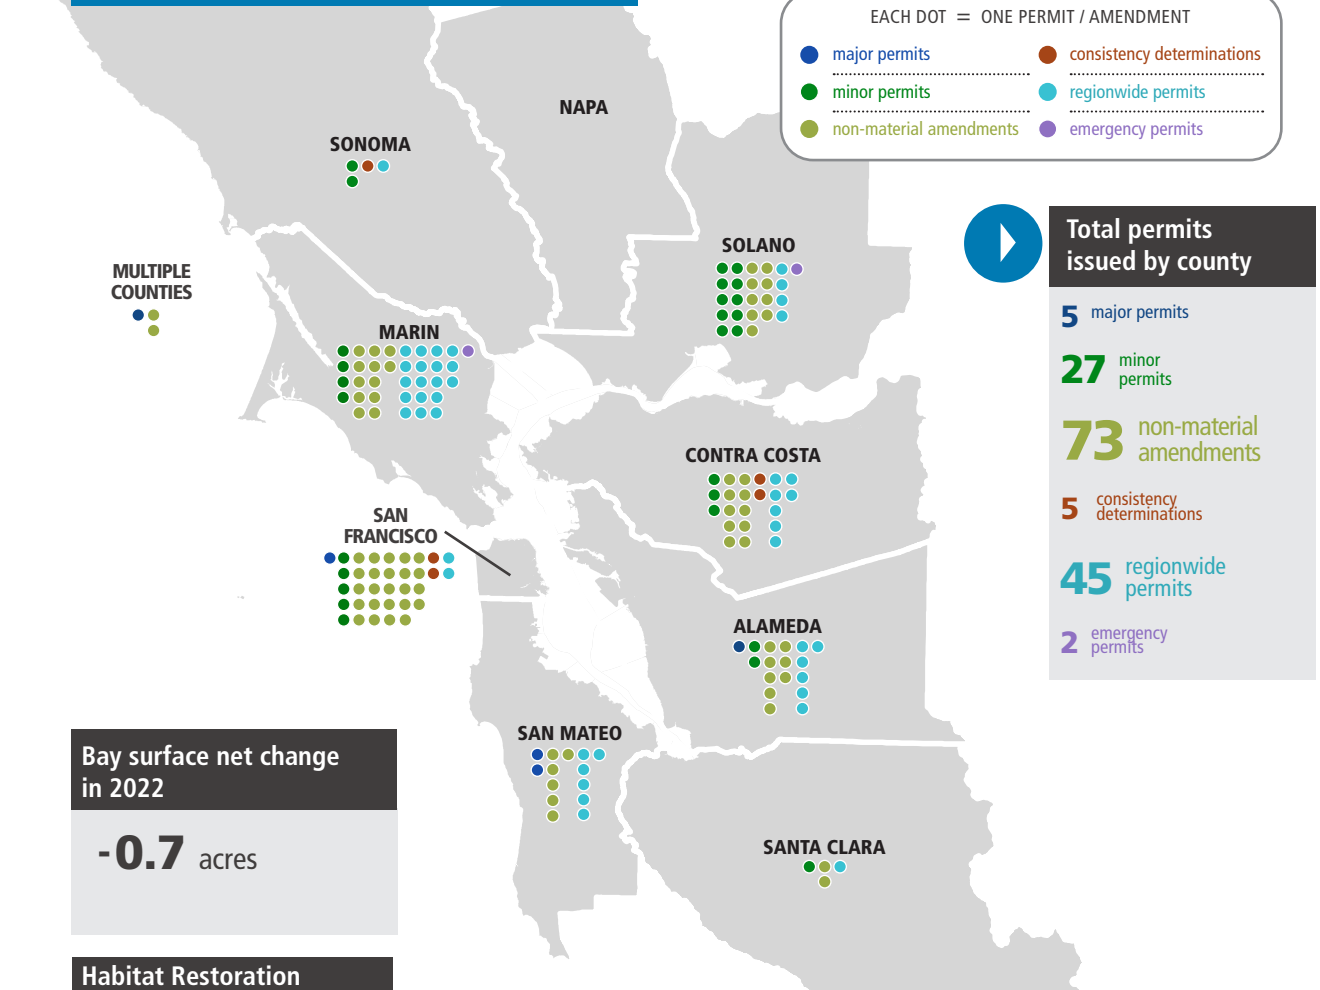 EACH DOT = ONE PERMIT / AMENDMENT
major permits
consistency determinations
minor permits
regionwide permits
non-material amendments
emergency permits
NAPA
SONOMA
SOLANO
MULTIPLE
COUNTIES
MARIN
CONTRA COSTA
SAN
FRANCISCO
ALAMEDA
SAN MATEO
SANTA CLARA
Total permits
issued by county
5 major permits
27 minor
permits
73 non-material
amendments
5 consistency
determinations
45 regionwide
permits
2 emergency
permits
Bay surface net change
in 2022
-0.7 acres
Habitat Restoration